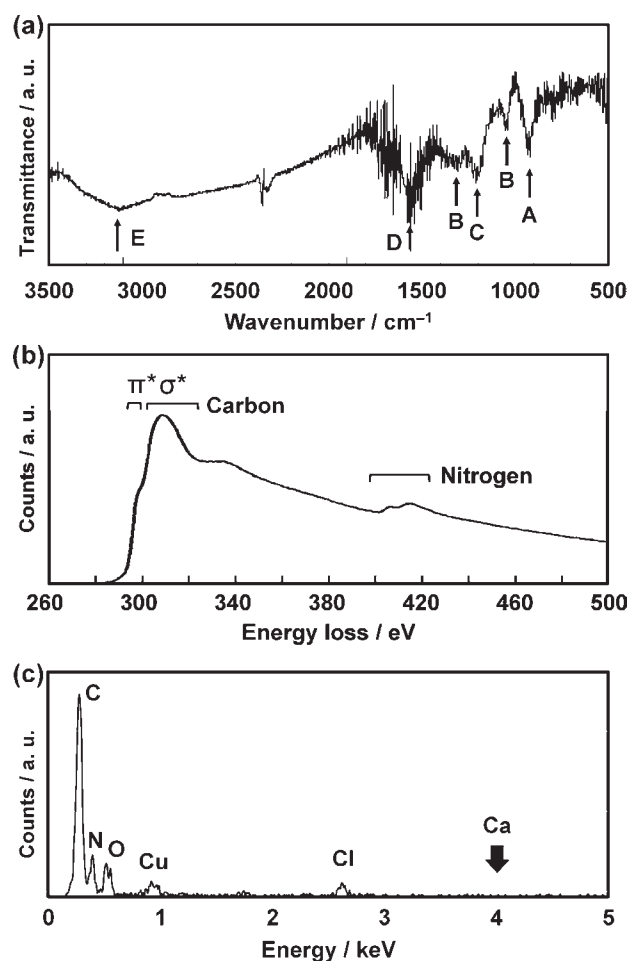 (a)
Transmittance / a. u.
E
D
B
C
B
A
3500 3000 2500 2000 1500 1000 500
Wavenumber / cm⁻¹
(b)
π* σ*
Carbon
Nitrogen
Counts / a. u.
260 300 340 380 420 460 500
Energy loss / eV
(c)
C
N
O
Cu
Cl
Ca
Counts / a. u.
0 1 2 3 4 5
Energy / keV